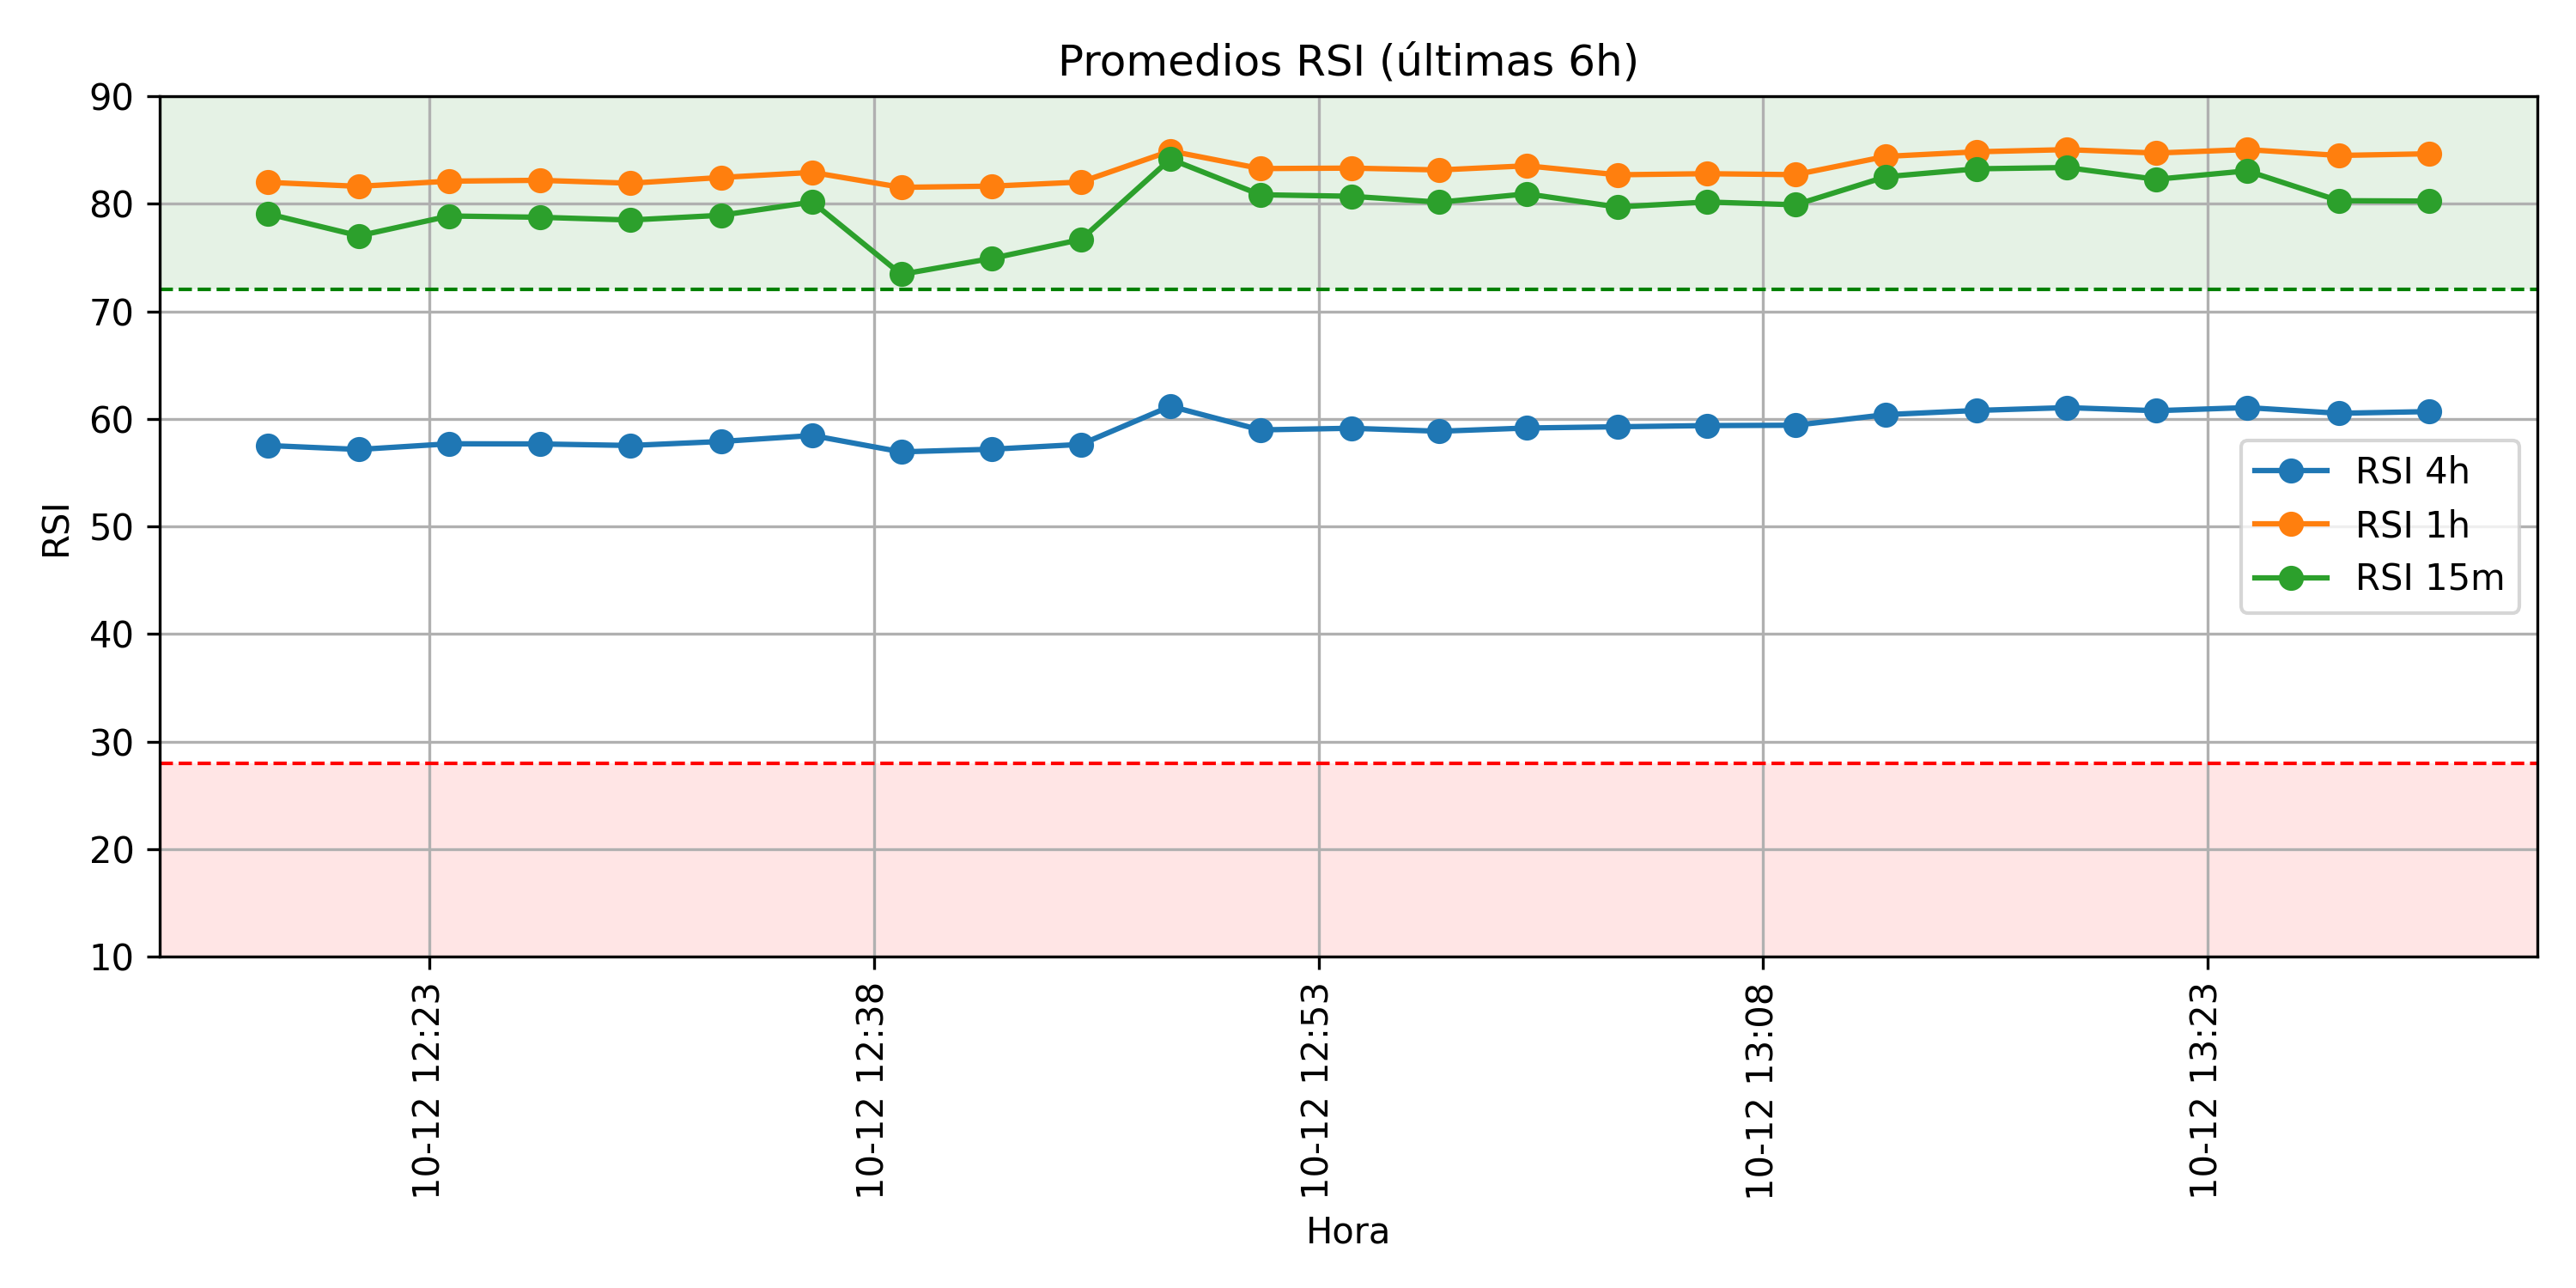 Promedios RSI (últimas 6h)
RSI
90
80
70
60
50
40
30
20
10
RSI 4h
RSI 1h
RSI 15m
10-12 12:23
10-12 12:38
10-12 12:53
10-12 13:08
10-12 13:23
Hora